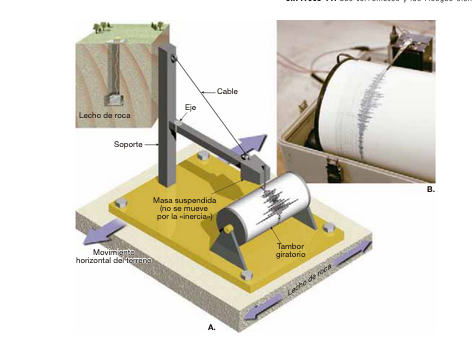 Lecho de roca
Cable
Eje
Soporte
Masa suspendida
(no se mueve
por la «inercia»)
Tambor
giratorio
Movimiento
horizontal del terreno
Lecho de roca
A.
B.